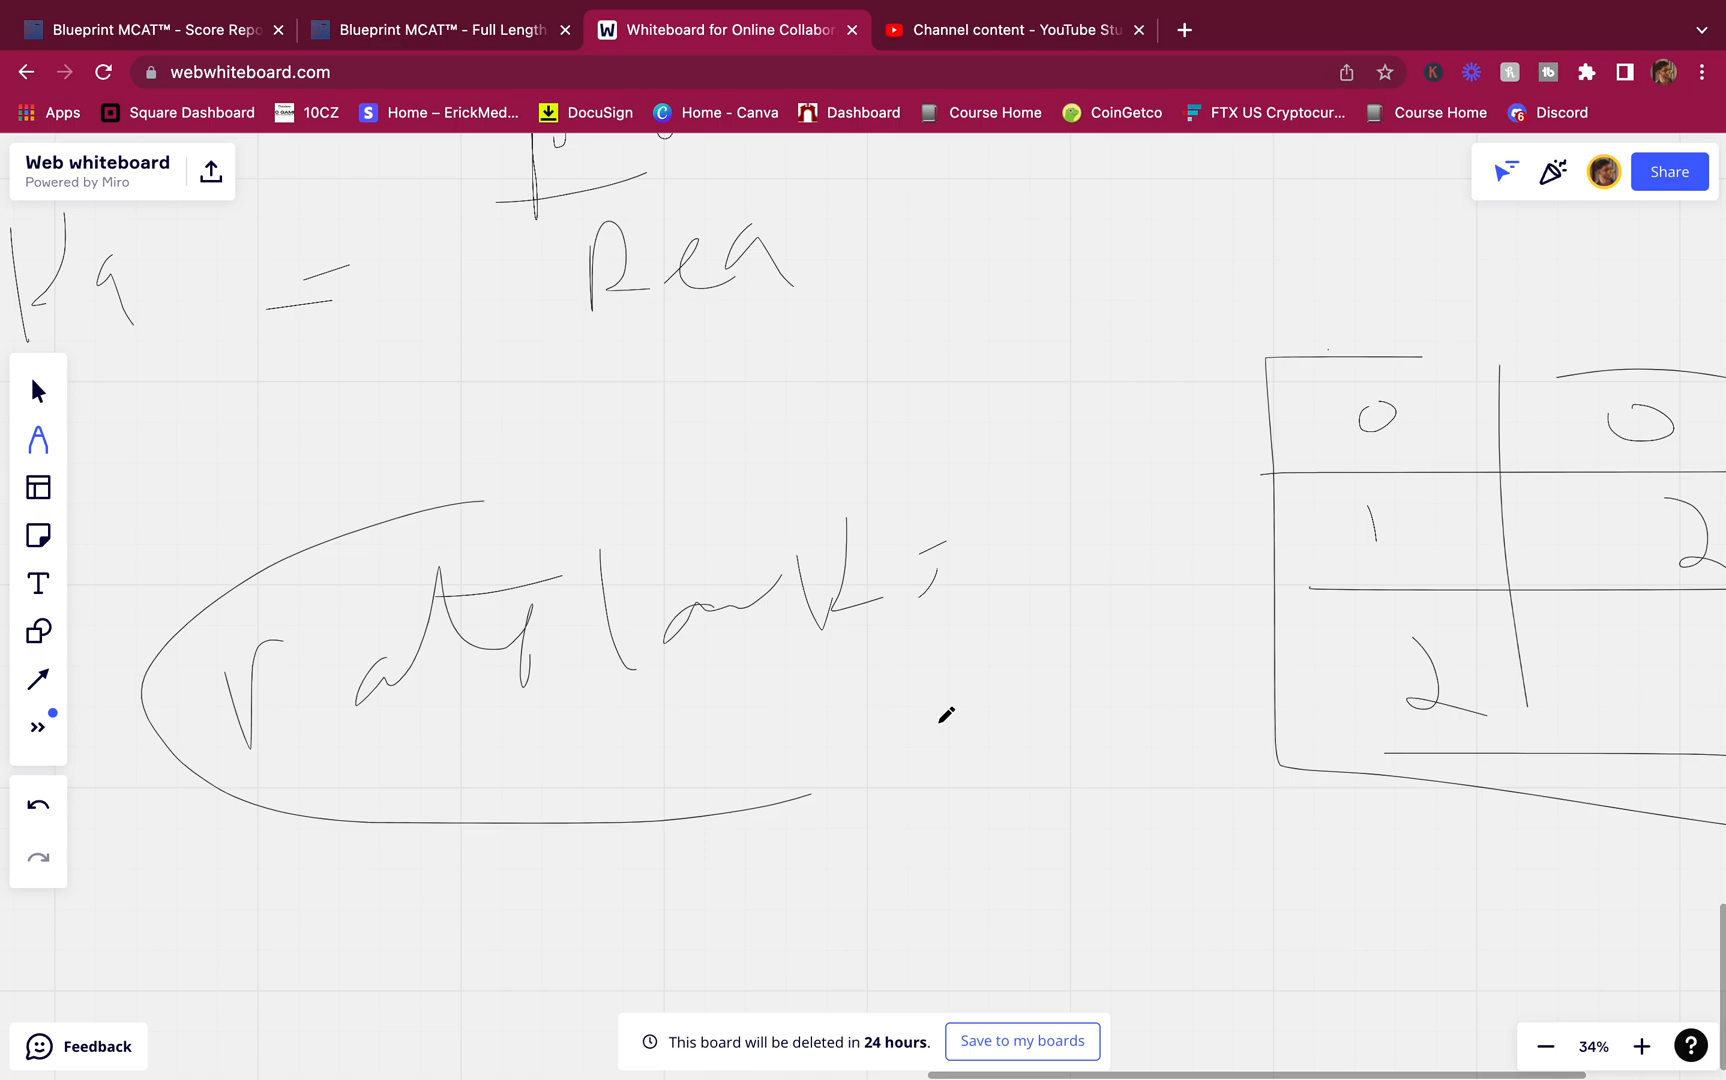 Blueprint MCAT™ - Score Repo
Blueprint MCAT™ - Full Length
Whiteboard for Online Collabor
Channel content - YouTube Stu
webwhiteboard.com
Apps
Square Dashboard
10CZ
Home – ErickMed...
DocuSign
Home - Canva
Dashboard
Course Home
CoinGetco
FTX US Cryptocur...
Course Home
Discord
Web whiteboard
Powered by Miro
Share
Ka = Rea
0 0
1 2
2
Feedback
This board will be deleted in 24 hours.
Save to my boards
34%